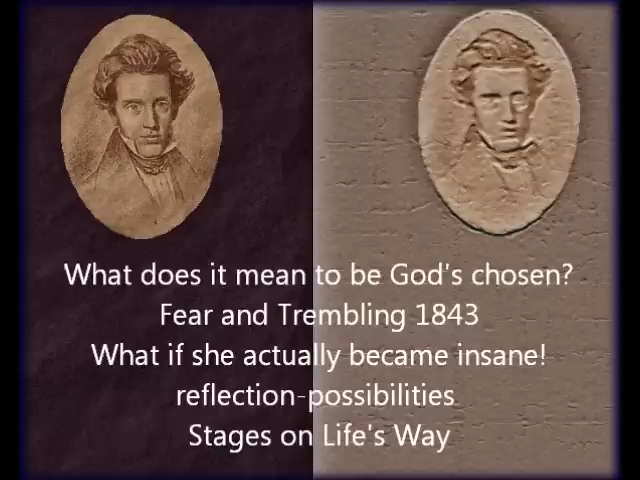 What does it mean to be God's chosen?
Fear and Trembling 1843
What if she actually became insane!
reflection-possibilities
Stages on Life's Way